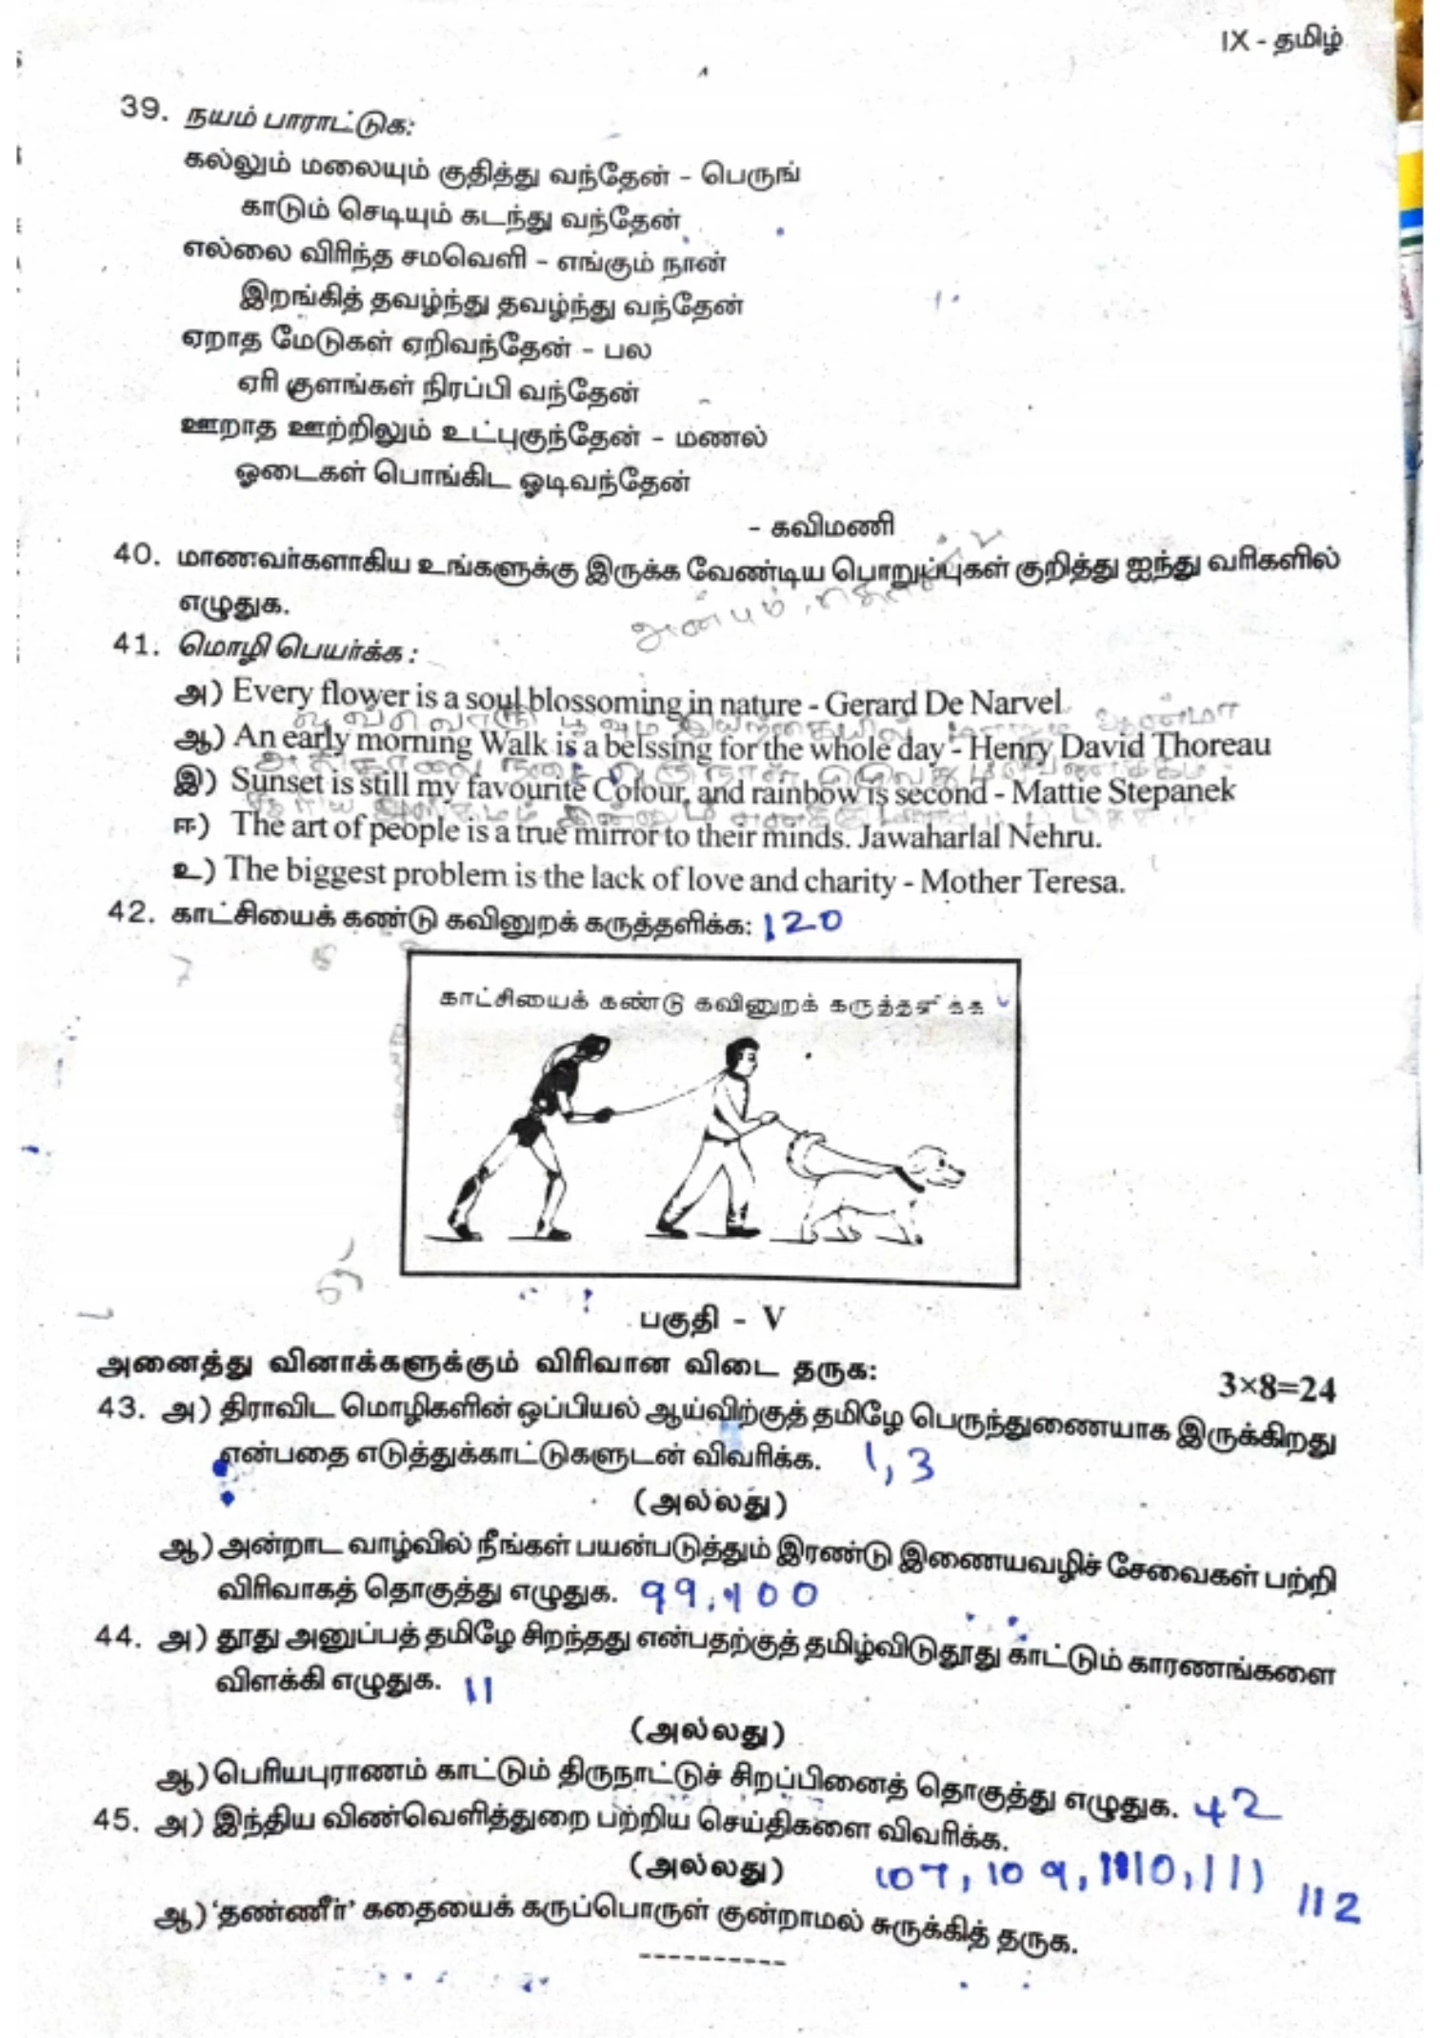 IX - தமிழ்
39. நயம் பாராட்டுக:
கல்லும் மலையும் குதித்து வந்தேன் - பெருங்
காடும் செடியும் கடந்து வந்தேன்
எல்லை விரிந்த சமவெளி - எங்கும் நான்
இறங்கித் தவழ்ந்து தவழ்ந்து வந்தேன்
ஏறாத மேடுகள் ஏறிவந்தேன் - பல
ஏரி குளங்கள் நிரப்பி வந்தேன்
ஊறாத ஊற்றிலும் உட்புகுந்தேன் - மணல்
ஓடைகள் பொங்கிட ஓடிவந்தேன்
- கவிமணி
40. மாணவர்களாகிய உங்களுக்கு இருக்க வேண்டிய பொறுப்புகள் குறித்து ஐந்து வரிகளில்
எழுதுக.
அன்பும்,
41. மொழி பெயர்க்க :
அ) Every flower is a soul blossoming in nature - Gerard De Narvel
ஆ) An early morning Walk is a belssing for the whole day - Henry David Thoreau
இ) Sunset is still my favourite Colour, and rainbow is second - Mattie Stepanek
ஈ) The art of people is a true mirror to their minds. Jawaharlal Nehru.
உ) The biggest problem is the lack of love and charity - Mother Teresa.
42. காட்சியைக் கண்டு கவினுறக் கருத்தளிக்க: 120
காட்சியைக் கண்டு கவினுறக்
பகுதி - V
அனைத்து வினாக்களுக்கும் விரிவான விடை தருக: 3×8=24
43. அ) திராவிட மொழிகளின் ஒப்பியல் ஆய்விற்குத் தமிழே பெருந்துணையாக இருக்கிறது
என்பதை எடுத்துக்காட்டுகளுடன் விவரிக்க. 1, 3
(அல்லது)
ஆ) அன்றாட வாழ்வில் நீங்கள் பயன்படுத்தும் இரண்டு இணையவழிச் சேவைகள் பற்றி
விரிவாகத் தொகுத்து எழுதுக. 99, 100
44. அ) தூது அனுப்பத் தமிழே சிறந்தது என்பதற்குத் தமிழ்விடுதூது காட்டும் காரணங்களை
விளக்கி எழுதுக. 11
(அல்லது)
ஆ) பெரியபுராணம் காட்டும் திருநாட்டுச் சிறப்பினைத் தொகுத்து எழுதுக. 42
45. அ) இந்திய விண்வெளித்துறை பற்றிய செய்திகளை விவரிக்க.
(அல்லது) 107, 109, 110, 111 112
ஆ) 'தண்ணீர்' கதையைக் கருப்பொருள் குன்றாமல் சுருக்கித் தருக.